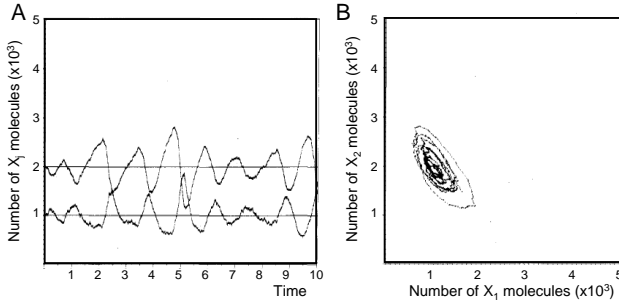 A
Number of Xj molecules (x10³)
5
4
3
2
1
1 2 3 4 5 6 7 8 9 10
Time
B
Number of X₂ molecules (x10³)
5
4
3
2
1
1 2 3 4 5
Number of X₁ molecules (x10³)